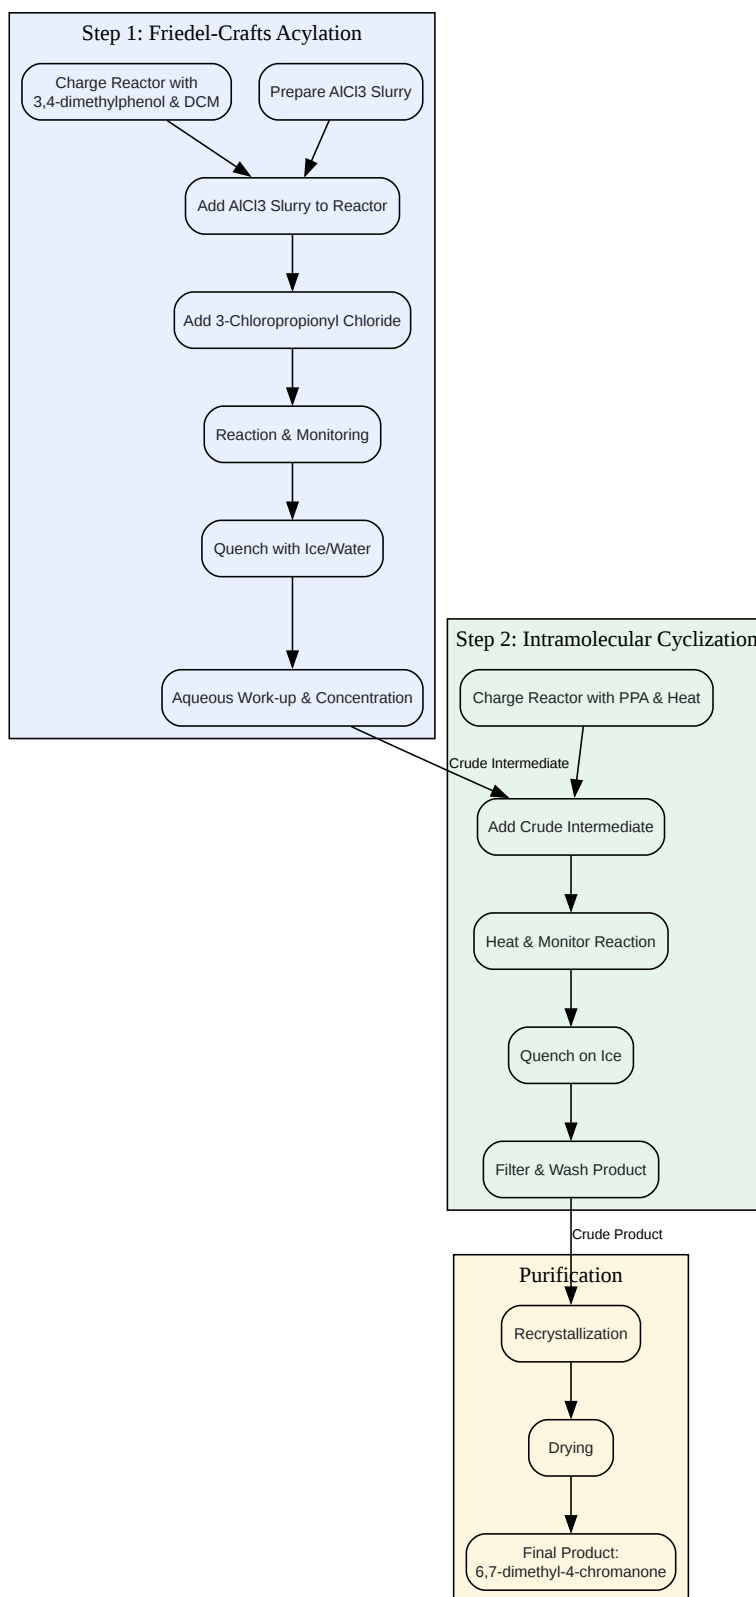 Step 1: Friedel-Crafts Acylation
Charge Reactor with
3,4-dimethylphenol & DCM
Prepare AlCl3 Slurry
Add AlCl3 Slurry to Reactor
Add 3-Chloropropionyl Chloride
Reaction & Monitoring
Quench with Ice/Water
Aqueous Work-up & Concentration
Step 2: Intramolecular Cyclization
Charge Reactor with PPA & Heat
Crude Intermediate
Add Crude Intermediate
Heat & Monitor Reaction
Quench on Ice
Filter & Wash Product
Crude Product
Purification
Recrystallization
Drying
Final Product:
6,7-dimethyl-4-chromanone